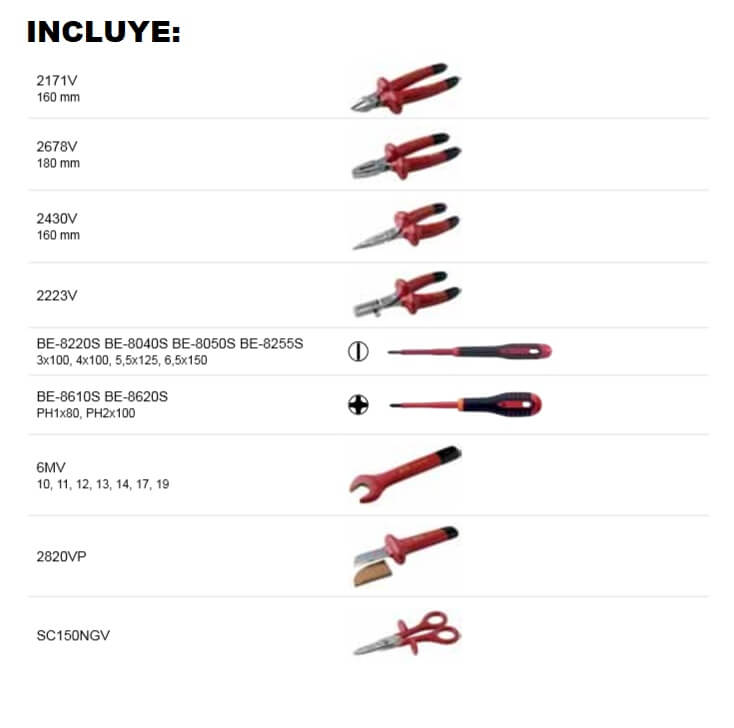 INCLUYE:
2171V
160 mm
2678V
180 mm
2430V
160 mm
2223V
BE-8220S BE-8040S BE-8050S BE-8255S
3x100, 4x100, 5,5x125, 6,5x150
BE-8610S BE-8620S
PH1x80, PH2x100
6MV
10, 11, 12, 13, 14, 17, 19
2820VP
SC150NGV